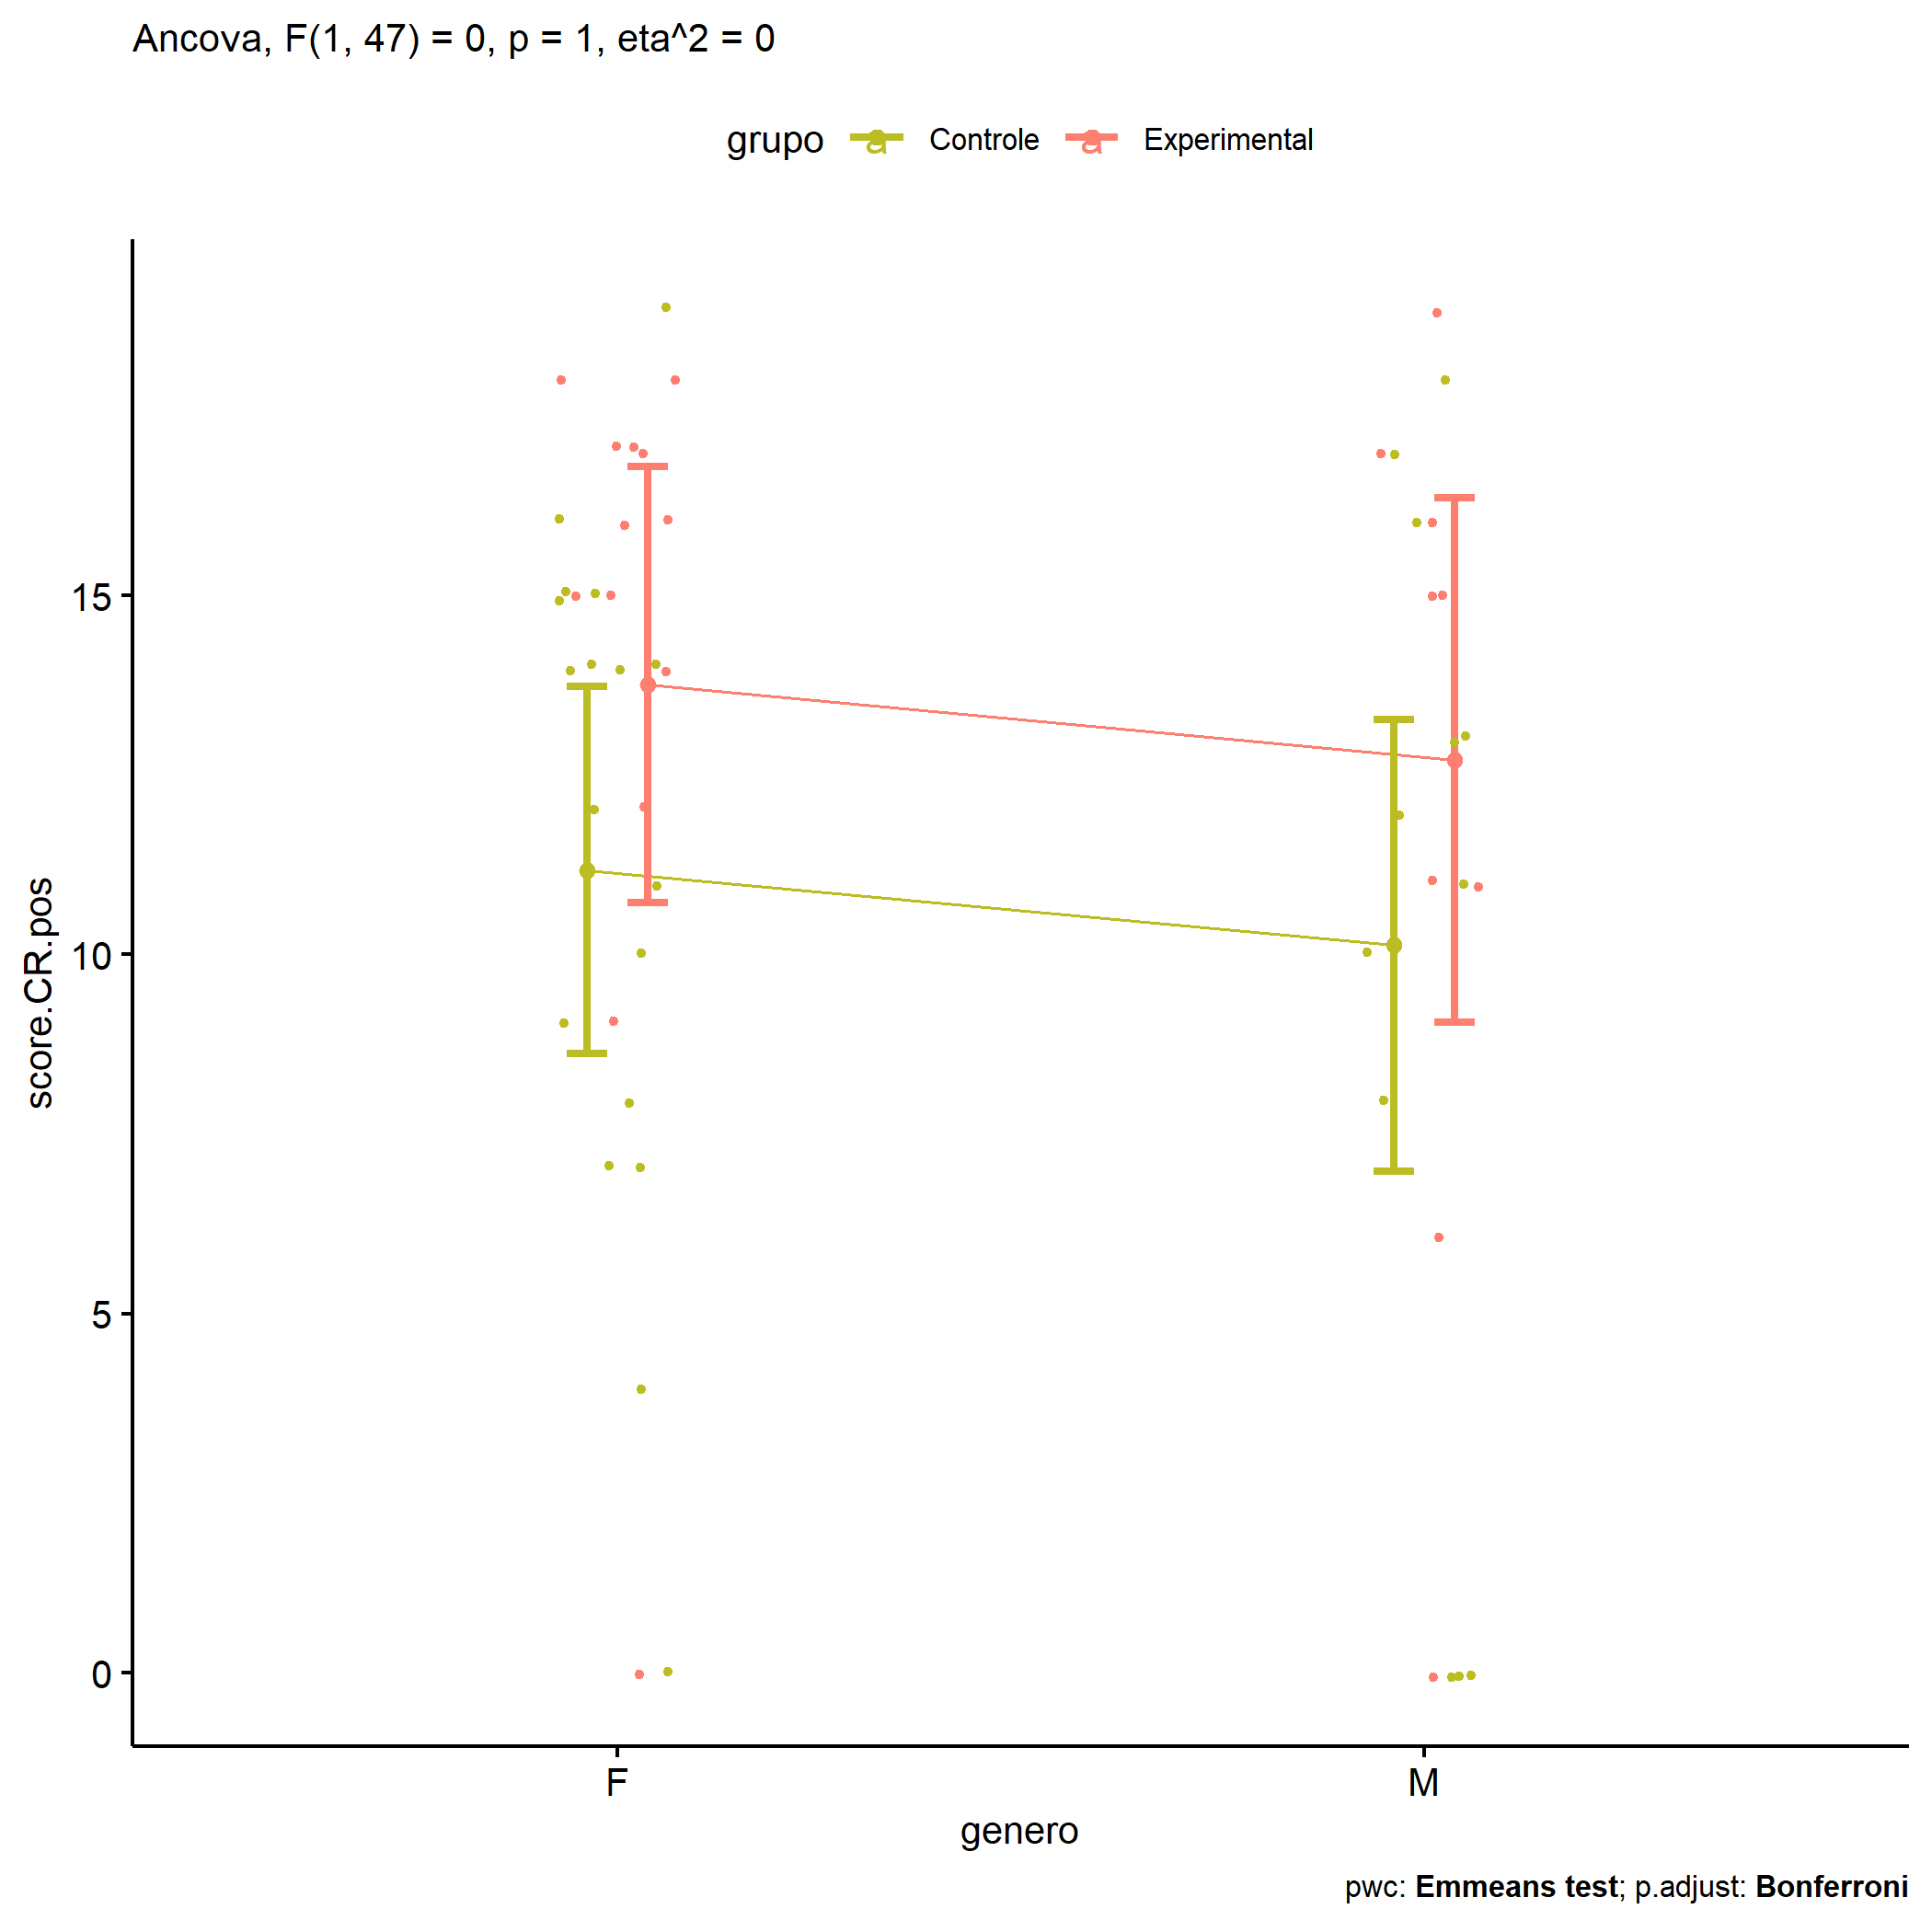 Ancova, F(1, 47) = 0, p = 1, eta^2 = 0
grupo a Controle a Experimental
score.CR.pos
15
10
5
0
F M
genero
pwc: Emmeans test; p.adjust: Bonferroni